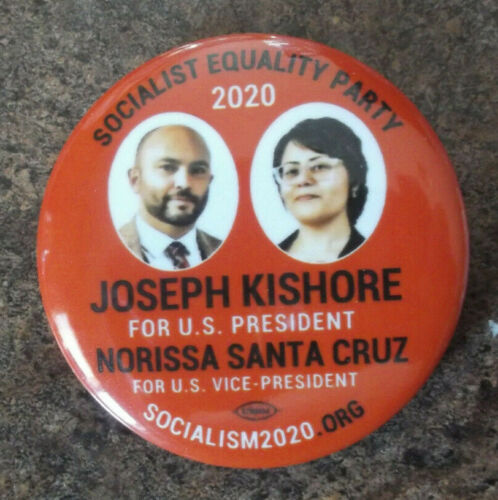 SOCIALIST EQUALITY PARTY
2020
JOSEPH KISHORE
FOR U.S. PRESIDENT
NORISSA SANTA CRUZ
FOR U.S. VICE-PRESIDENT
SOCIALISM2020.ORG